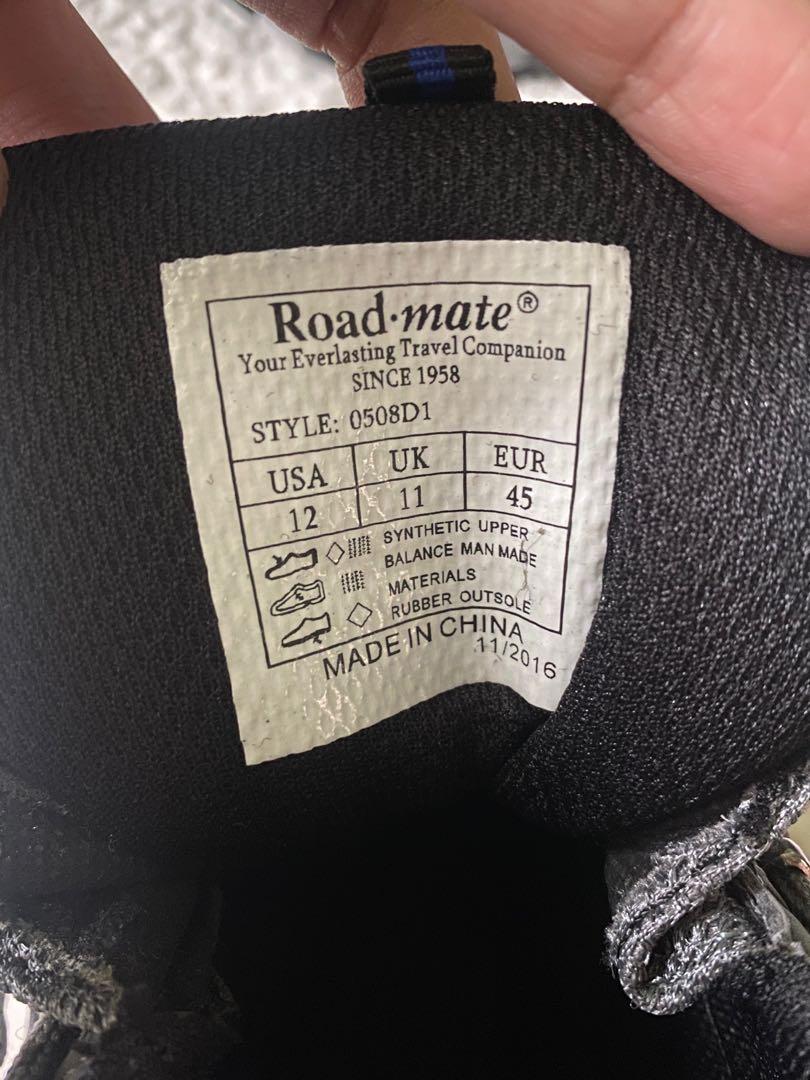 Road·mate®
Your Everlasting Travel Companion
SINCE 1958
STYLE: 0508D1
USA UK EUR
12 11 45
SYNTHETIC UPPER
BALANCE MAN MADE
MATERIALS
RUBBER OUTSOLE
MADE IN CHINA
11/2016